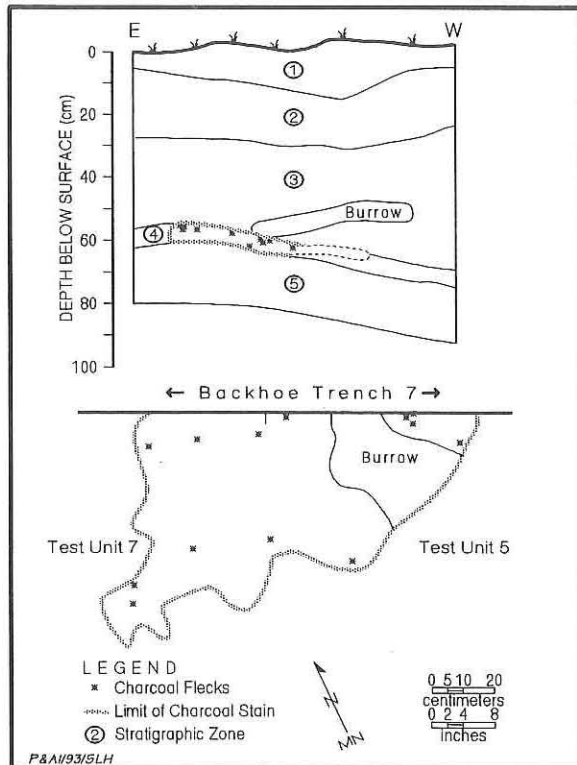 E W
0
20
40
60
80
100
DEPTH BELOW SURFACE (cm)
1
2
3
Burrow
4
5
← Backhoe Trench 7 →
Burrow
Test Unit 7
Test Unit 5
LEGEND
Charcoal Flecks
Limit of Charcoal Stain
2 Stratigraphic Zone
N
MN
0 5 10 20
centimeters
0 2 4 8
inches
P&AI/93/SLH